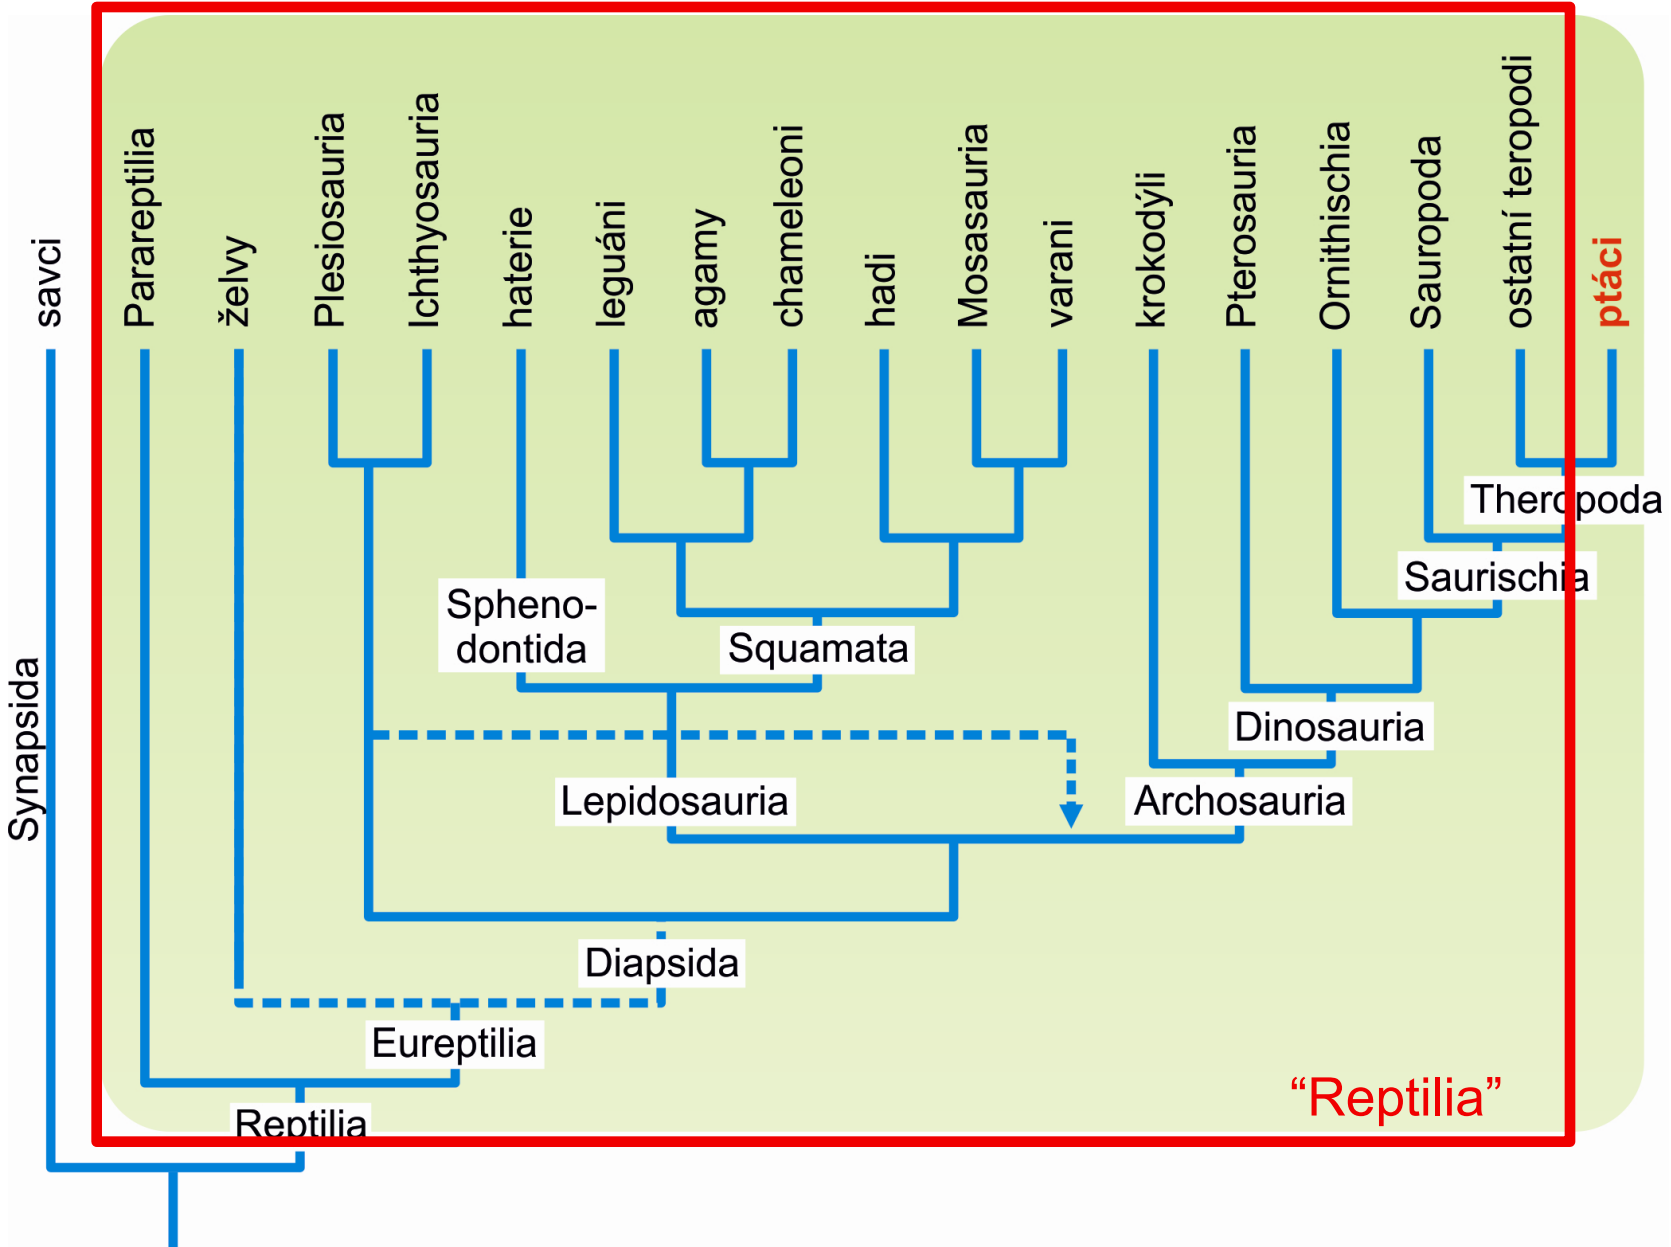 savci
Parareptilia
želvy
Plesiosauria
Ichthyosauria
haterie
leguáni
agamy
chameleoni
hadi
Mosasauria
varani
krokodýli
Pterosauria
Ornithischia
Sauropoda
ostatní teropodi
ptáci
Theropoda
Saurischia
Spheno-
dontida
Squamata
Synapsida
Dinosauria
Lepidosauria
Archosauria
Diapsida
Eureptilia
“Reptilia”
Reptilia